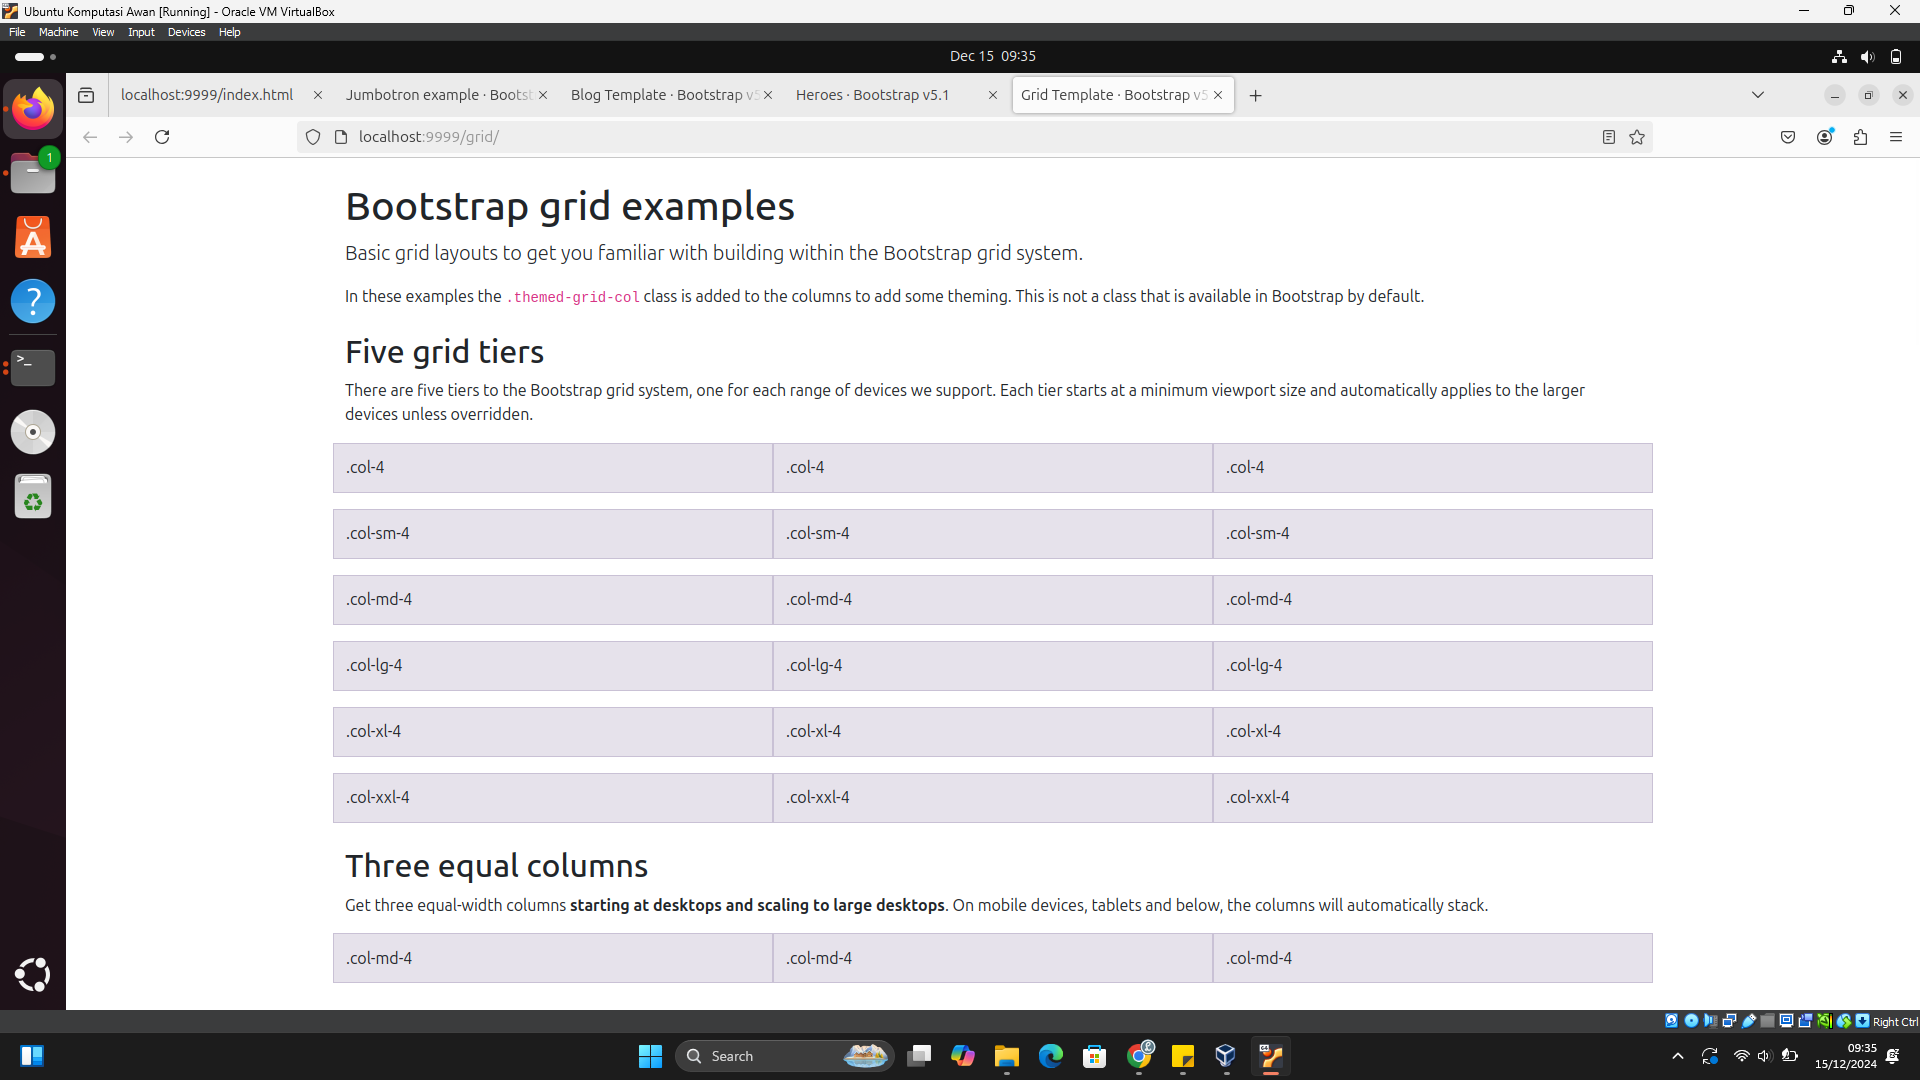 Ubuntu Komputasi Awan [Running] - Oracle VM VirtualBox
File Machine View Input Devices Help
Dec 15 09:35
localhost:9999/index.html
Jumbotron example · Bootst
Blog Template · Bootstrap v5
Heroes · Bootstrap v5.1
Grid Template · Bootstrap v5
localhost:9999/grid/
1
Bootstrap grid examples
Basic grid layouts to get you familiar with building within the Bootstrap grid system.
In these examples the .themed-grid-col class is added to the columns to add some theming. This is not a class that is available in Bootstrap by default.
Five grid tiers
There are five tiers to the Bootstrap grid system, one for each range of devices we support. Each tier starts at a minimum viewport size and automatically applies to the larger
devices unless overridden.
.col-4 .col-4 .col-4
.col-sm-4 .col-sm-4 .col-sm-4
.col-md-4 .col-md-4 .col-md-4
.col-lg-4 .col-lg-4 .col-lg-4
.col-xl-4 .col-xl-4 .col-xl-4
.col-xxl-4 .col-xxl-4 .col-xxl-4
Three equal columns
Get three equal-width columns starting at desktops and scaling to large desktops. On mobile devices, tablets and below, the columns will automatically stack.
.col-md-4 .col-md-4 .col-md-4
Right Ctrl
Search
09:35
15/12/2024